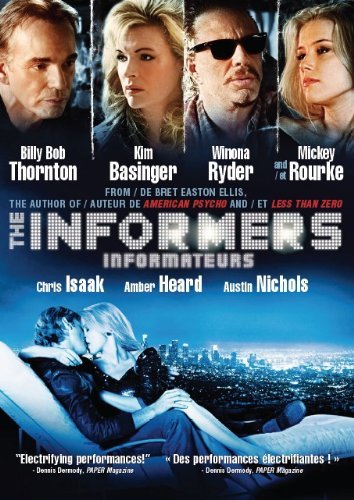 Billy Bob Thornton
Kim Basinger
Winona Ryder
and / et
Mickey Rourke
FROM / DE BRET EASTON ELLIS,
THE AUTHOR OF / AUTEUR DE AMERICAN PSYCHO AND / ET LESS THAN ZERO
THE INFORMERS
INFORMATEURS
Chris Isaak Amber Heard Austin Nichols
"Electrifying performances!"
- Dennis Dermody, PAPER Magazine
« Des performances électrifiantes ! »
- Dennis Dermody, PAPER Magazine